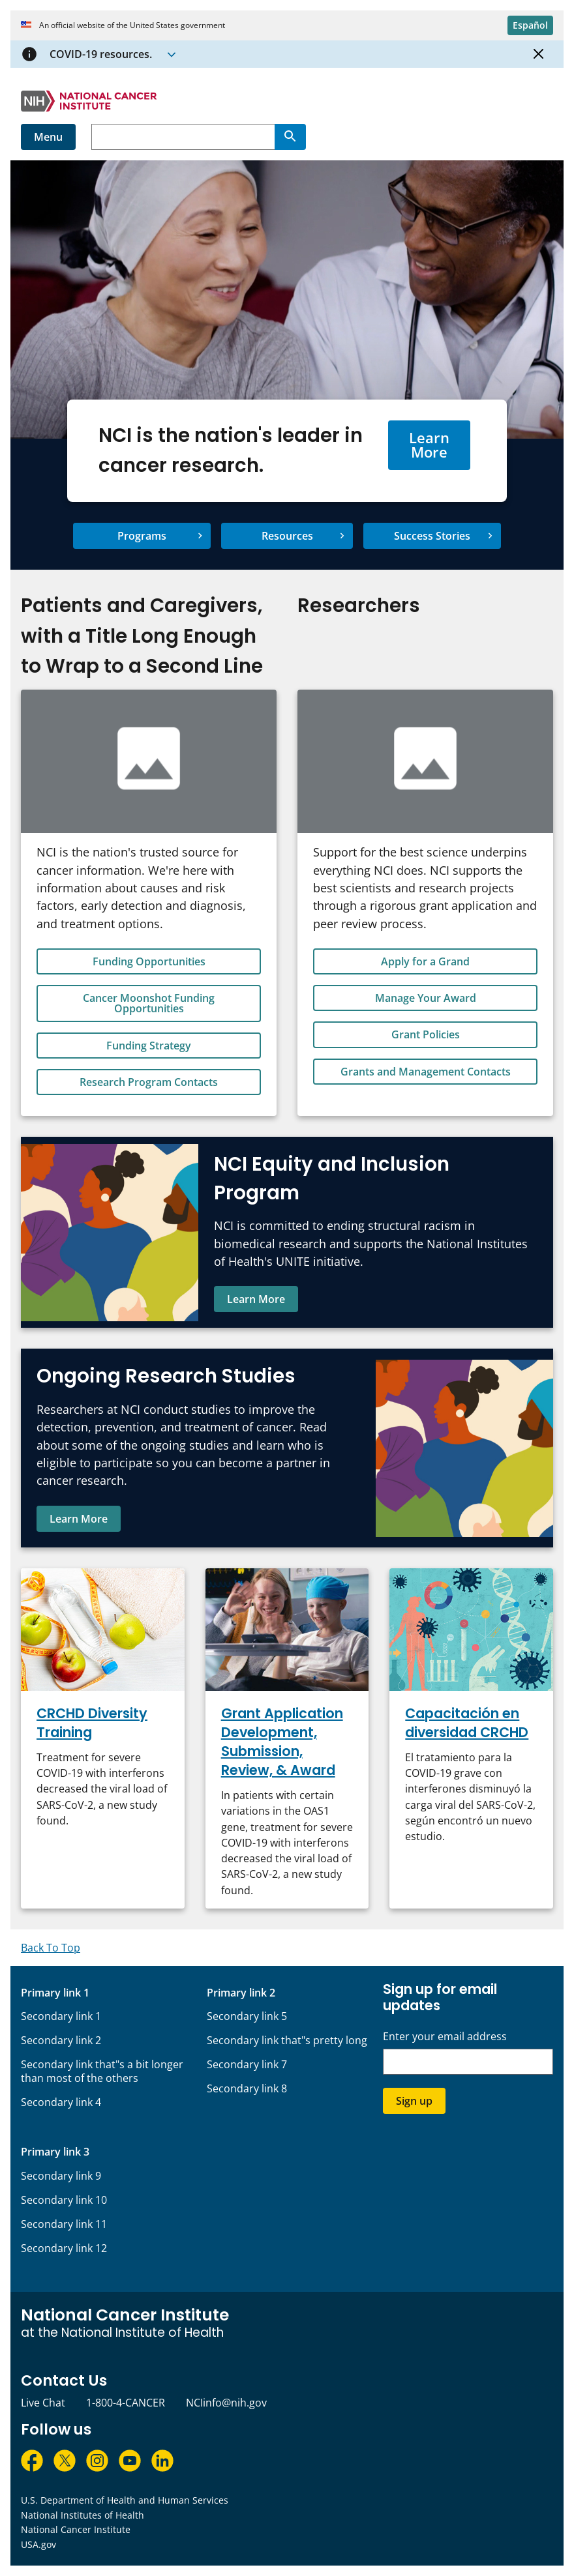 An official website of the United States government
Español
COVID-19 resources.
NIH
NATIONAL CANCER
INSTITUTE
Menu
NCI is the nation's leader in
cancer research.
Learn
More
Programs
Resources
Success Stories
Patients and Caregivers,
with a Title Long Enough
to Wrap to a Second Line
NCI is the nation's trusted source for
cancer information. We're here with
information about causes and risk
factors, early detection and diagnosis,
and treatment options.
Funding Opportunities
Cancer Moonshot Funding
Opportunities
Funding Strategy
Research Program Contacts
Researchers
Support for the best science underpins
everything NCI does. NCI supports the
best scientists and research projects
through a rigorous grant application and
peer review process.
Apply for a Grand
Manage Your Award
Grant Policies
Grants and Management Contacts
NCI Equity and Inclusion
Program
NCI is committed to ending structural racism in
biomedical research and supports the National Institutes
of Health's UNITE initiative.
Learn More
Ongoing Research Studies
Researchers at NCI conduct studies to improve the
detection, prevention, and treatment of cancer. Read
about some of the ongoing studies and learn who is
eligible to participate so you can become a partner in
cancer research.
Learn More
CRCHD Diversity
Training
Treatment for severe
COVID-19 with interferons
decreased the viral load of
SARS-CoV-2, a new study
found.
Grant Application
Development,
Submission,
Review, & Award
In patients with certain
variations in the OAS1
gene, treatment for severe
COVID-19 with interferons
decreased the viral load of
SARS-CoV-2, a new study
found.
Capacitación en
diversidad CRCHD
El tratamiento para la
COVID-19 grave con
interferones disminuyó la
carga viral del SARS-CoV-2,
según encontró un nuevo
estudio.
Back To Top
Primary link 1
Secondary link 1
Secondary link 2
Secondary link that"s a bit longer
than most of the others
Secondary link 4
Primary link 2
Secondary link 5
Secondary link that"s pretty long
Secondary link 7
Secondary link 8
Primary link 3
Secondary link 9
Secondary link 10
Secondary link 11
Secondary link 12
Sign up for email
updates
Enter your email address
Sign up
National Cancer Institute
at the National Institute of Health
Contact Us
Live Chat
1-800-4-CANCER
NCIinfo@nih.gov
Follow us
U.S. Department of Health and Human Services
National Institutes of Health
National Cancer Institute
USA.gov